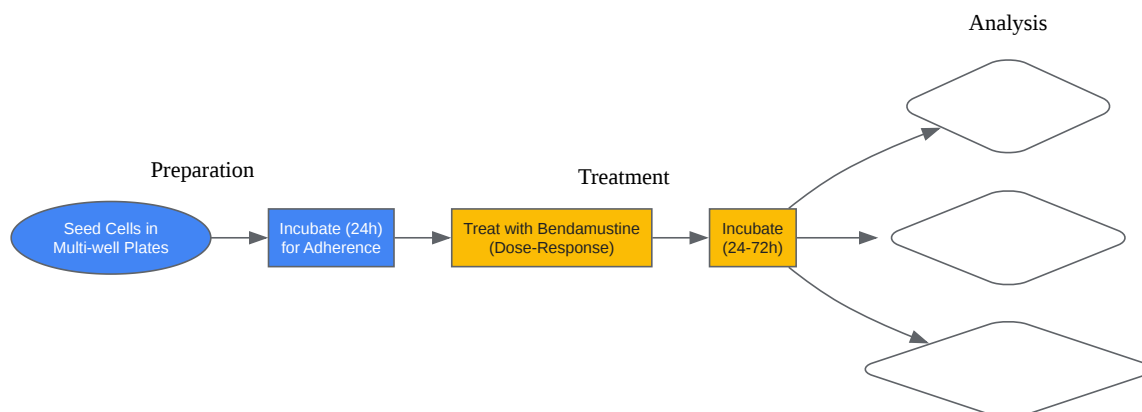 Analysis
Preparation
Treatment
Seed Cells in
Multi-well Plates
Incubate (24h)
for Adherence
Treat with Bendamustine
(Dose-Response)
Incubate
(24-72h)